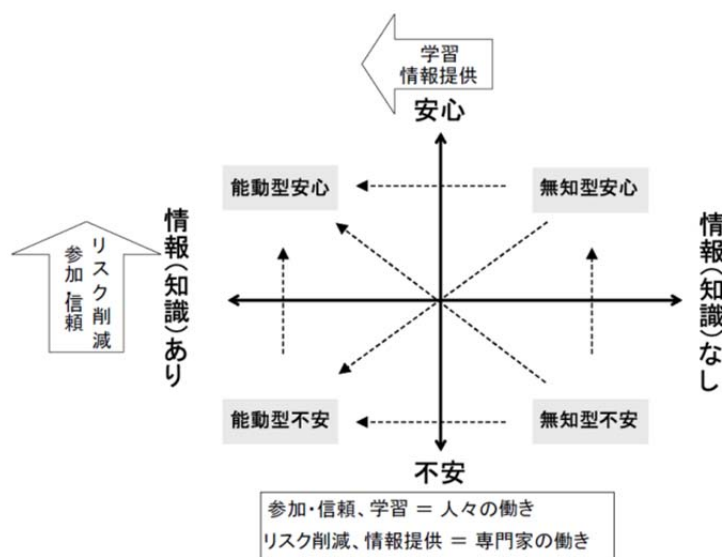 学習
情報提供
安心
能動型安心
無知型安心
リスク削減
参加・信頼
情報(知識)あり
情報(知識)なし
能動型不安
無知型不安
不安
参加・信頼、学習 = 人々の働き
リスク削減、情報提供 = 専門家の働き